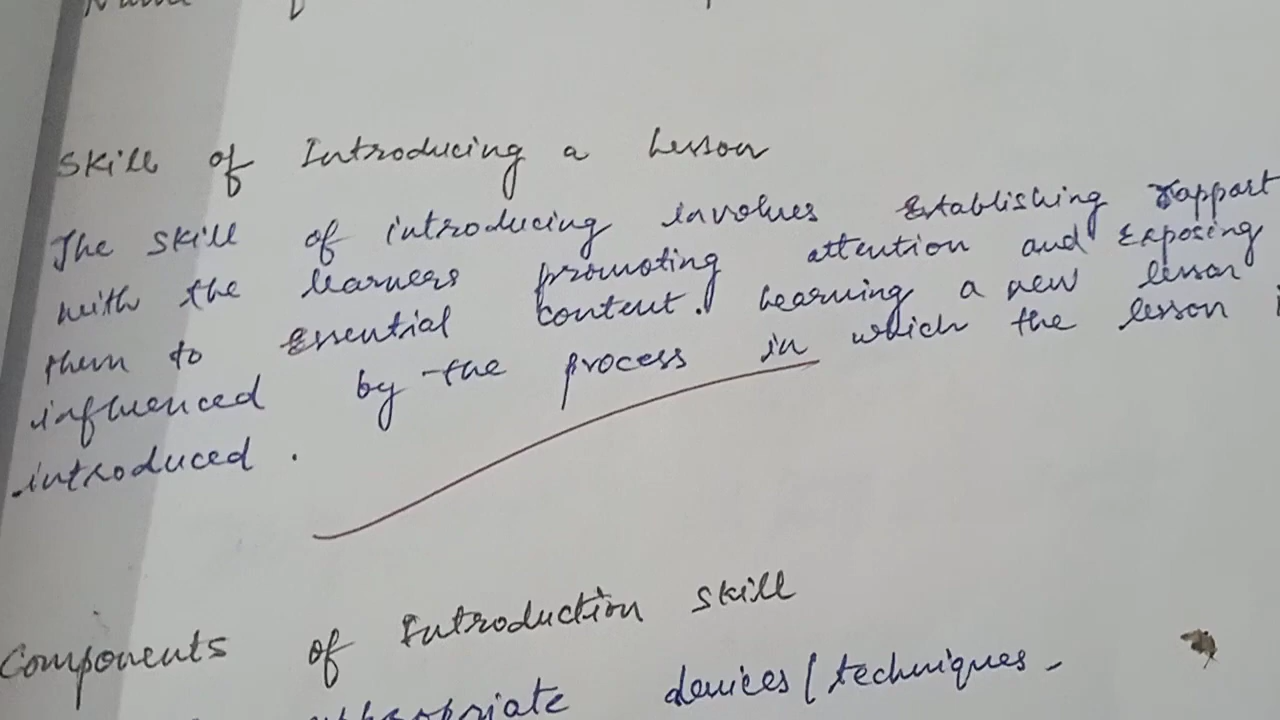 Skill of Introducing a Lesson
The skill of introducing involves Establishing rapport
with the learners promoting attention and Exposing
them to Essential content. Learning a new lesson
influenced by the process in which the lesson
introduced.
Components of Introduction skill
appropriate devices/techniques-